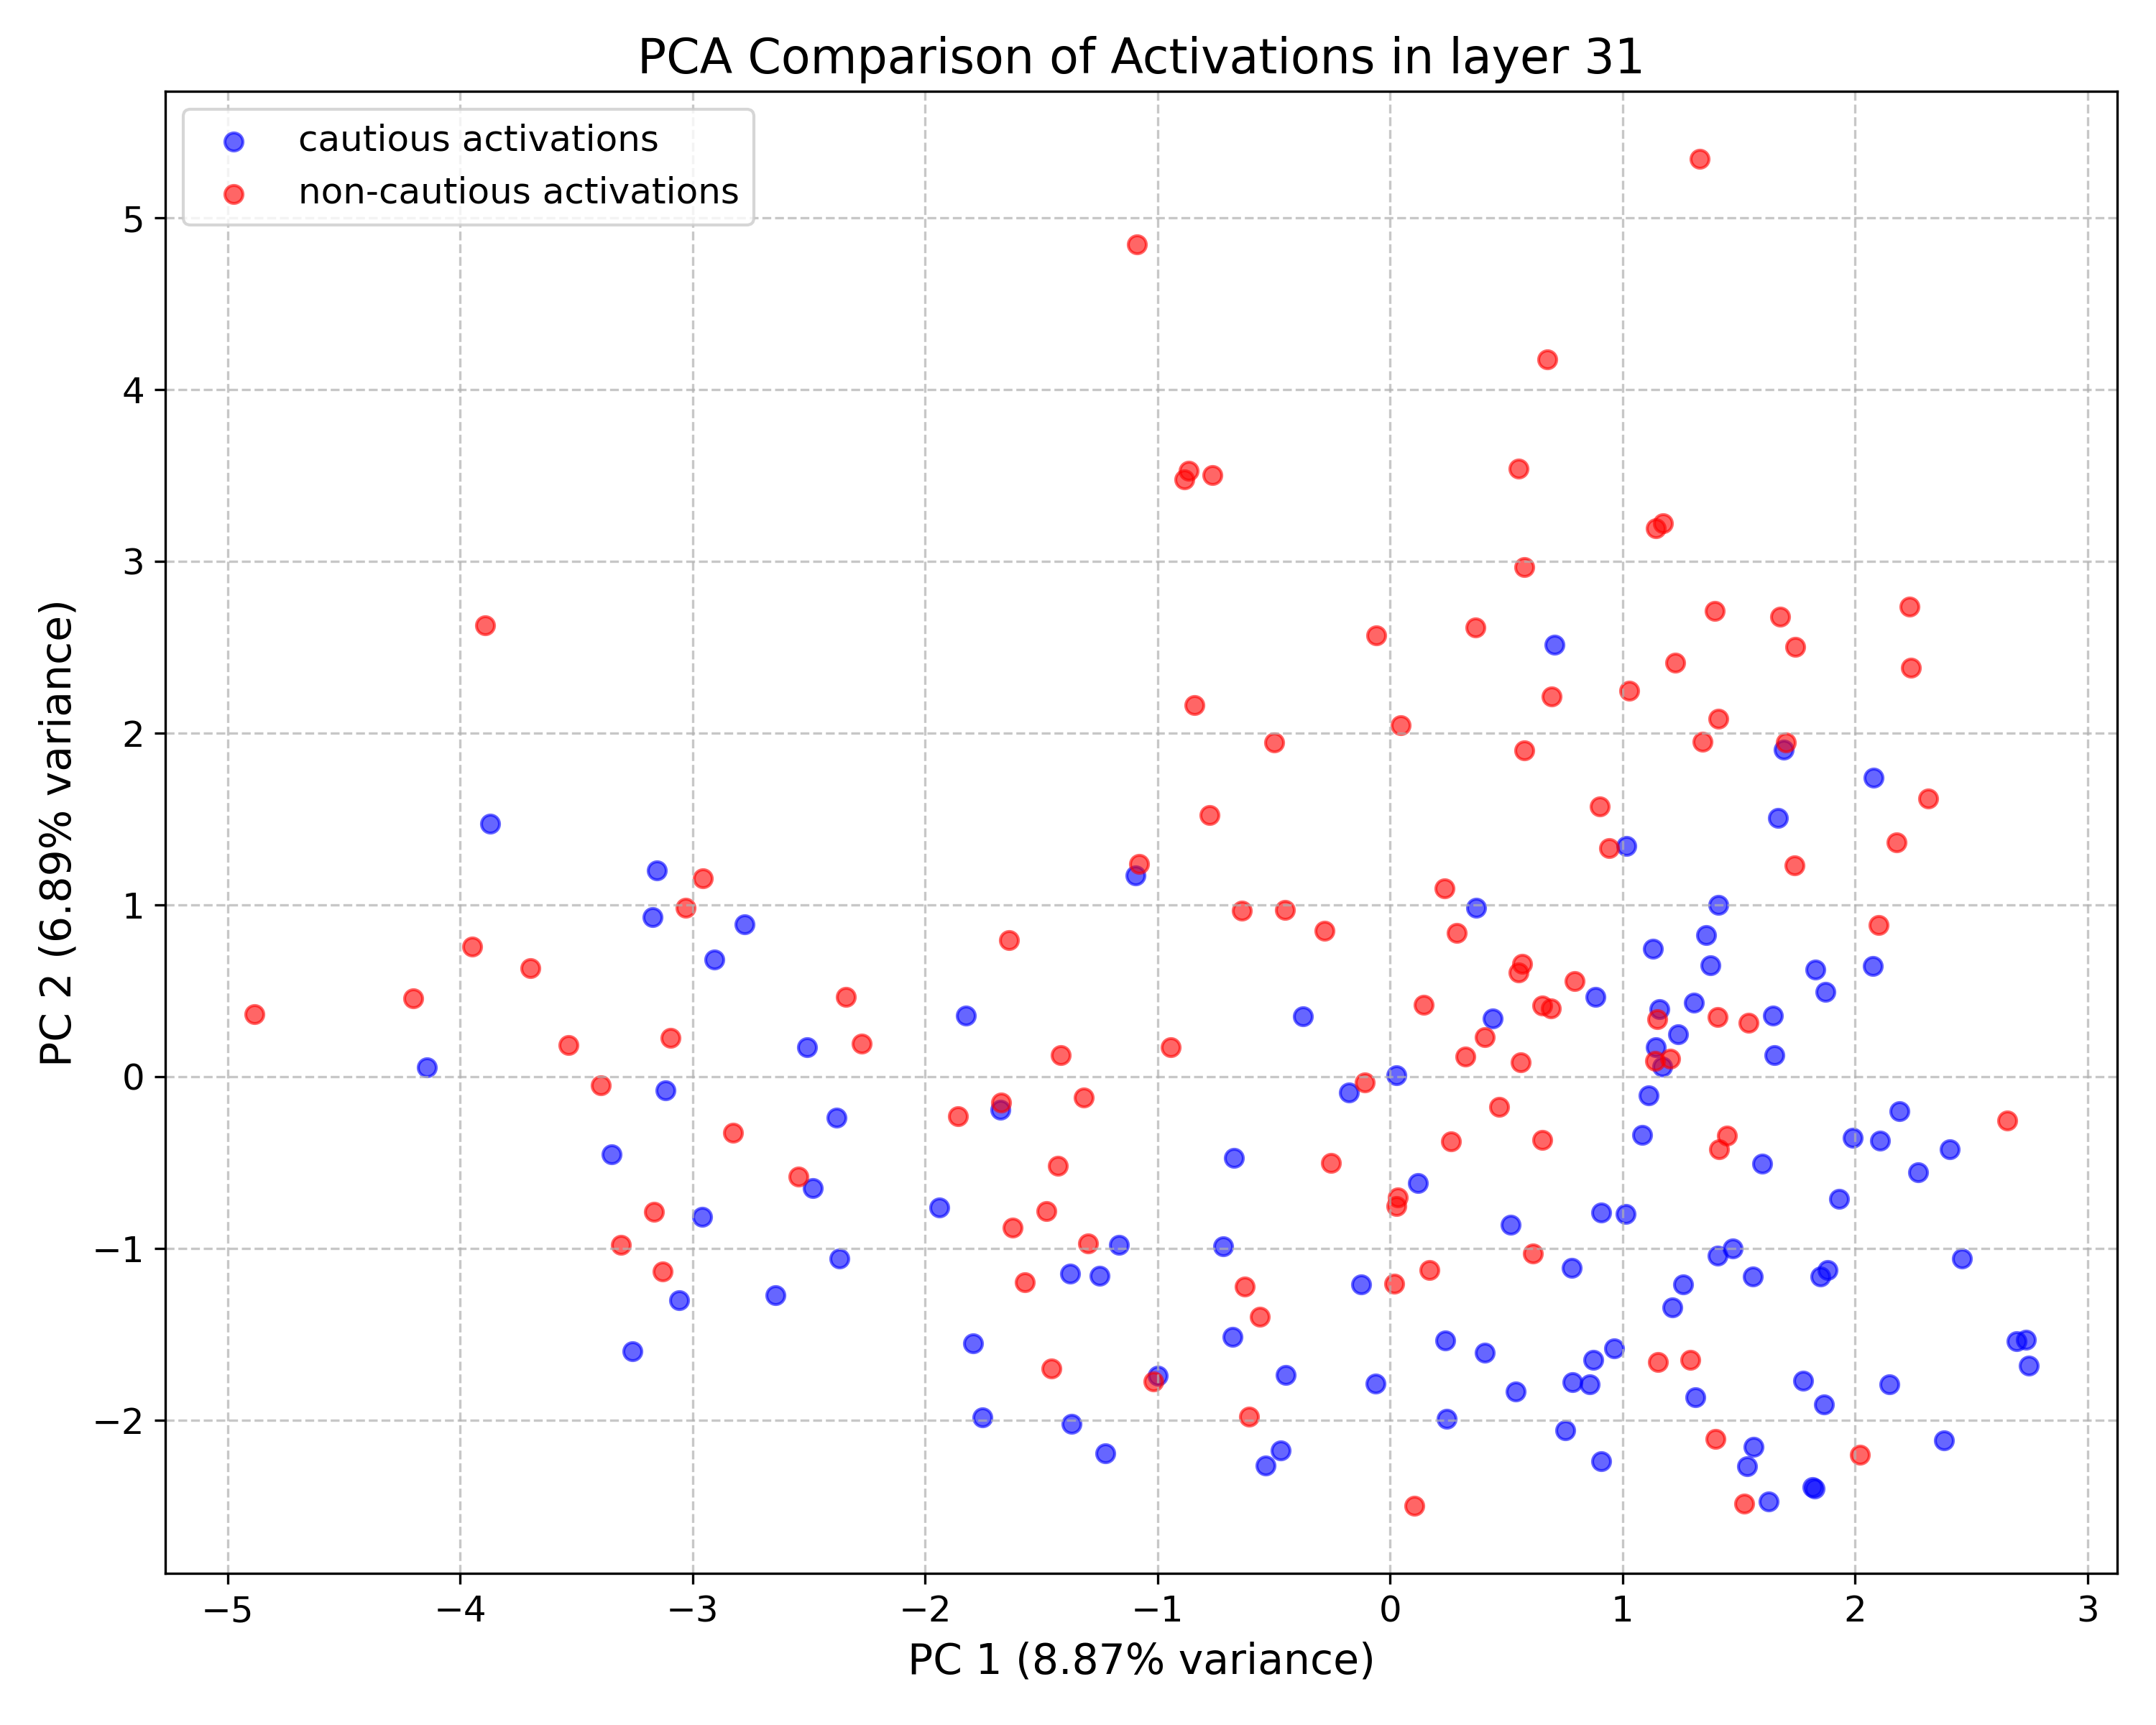 PCA Comparison of Activations in layer 31
cautious activations
non-cautious activations
5
4
3
2
1
0
−1
−2
PC 2 (6.89% variance)
−5 −4 −3 −2 −1 0 1 2 3
PC 1 (8.87% variance)